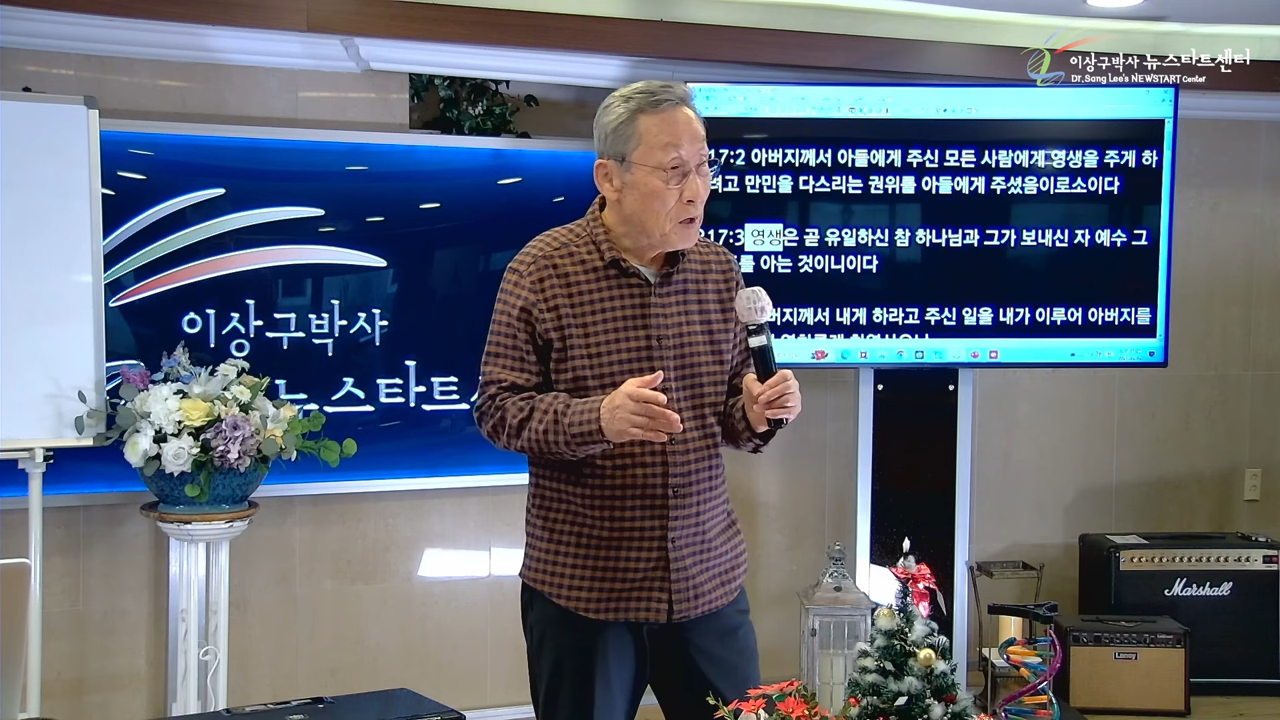 이상구박사 뉴스타트센터
Dr. Sang Lee's NEWSTART Center
17:2 아버지께서 아들에게 주신 모든 사람에게 영생을 주게 하
려고 만민을 다스리는 권위를 아들에게 주셨음이로소이다
17:3 영생은 곧 유일하신 참 하나님과 그가 보내신 자 예수 그
를 아는 것이니이다
버지께서 내게 하라고 주신 일을 내가 이루어 아버지를
이상구박사
뉴스타트
Marshall
Laney